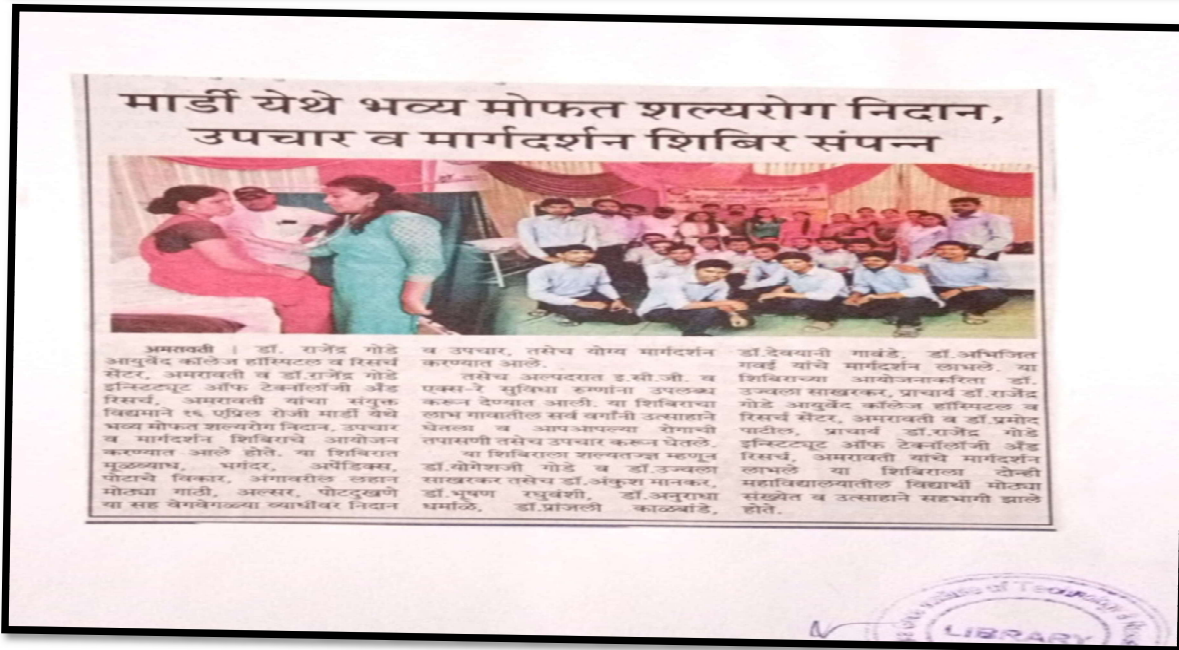 मार्डी येथे भव्य मोफत शल्यरोग निदान,
उपचार व मार्गदर्शन शिबिर संपन्न
अमरावती । डॉ. राजेंद्र गोडे
आयुर्वेद कॉलेज हॉस्पिटल व रिसर्च
सेंटर, अमरावती व डॉ.राजेंद्र गोडे
इन्स्टिट्यूट ऑफ टेक्नॉलॉजी अँड
रिसर्च, अमरावती यांचा संयुक्त
विद्यमाने १६ एप्रिल रोजी मार्डी येथे
भव्य मोफत शल्यरोग निदान, उपचार
व मार्गदर्शन शिबिराचे आयोजन
करण्यात आले होते. या शिबिरात
मूळव्याध, भगंदर, अपेंडिक्स,
पोटाचे विकार, अंगावरील लहान
मोठ्या गाठी, अल्सर, पोटदुखणे
या सह वेगवेगळ्या व्याधींवर निदान
व उपचार, तसेच योग्य मार्गदर्शन
करण्यात आले.
तसेच अल्पदरात इ.सी.जी. व
एक्स-रे सुविधा रुग्णांना उपलब्ध
करून देण्यात आली. या शिबिराचा
लाभ गावातील सर्व वर्गांनी उत्साहाने
घेतला व आपआपल्या रोगाची
तपासणी तसेच उपचार करून घेतले.
या शिबिराला शल्यतज्ज्ञ म्हणून
डॉ.योगेशजी गोडे व डॉ.उज्वला
साखरकर तसेच डॉ.अंकुश मानकर,
डॉ.भूषण रघुवंशी, डॉ.अनुराधा
धर्माळे, डॉ.प्रांजली काळबांडे,
डॉ.देवयानी गावंडे, डॉ.अभिजित
गवई यांचे मार्गदर्शन लाभले. या
शिबिराच्या आयोजनाकरिता डॉ.
उज्वला साखरकर, प्राचार्य डॉ.राजेंद्र
गोडे आयुर्वेद कॉलेज हॉस्पिटल व
रिसर्च सेंटर, अमरावती व डॉ.प्रमोद
पाटील, प्राचार्य डॉ.राजेंद्र गोडे
इन्स्टिट्यूट ऑफ टेक्नॉलॉजी अँड
रिसर्च, अमरावती यांचे मार्गदर्शन
लाभले या शिबिराला दोन्ही
महाविद्यालयातील विद्यार्थी मोठ्या
संख्येत व उत्साहाने सहभागी झाले
होते.
of Technology &
LIBRARY